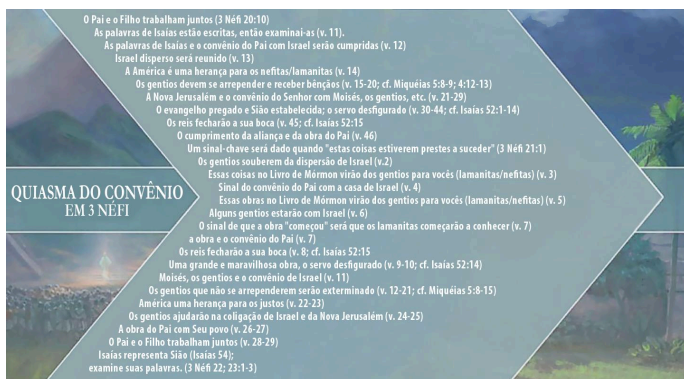 O Pai e o Filho trabalham juntos (3 Néfi 20:10)
As palavras de Isaías estão escritas, então examinai-as (v. 11).
As palavras de Isaías e o convênio do Pai com Israel serão cumpridas (v. 12)
Israel disperso será reunido (v. 13)
A América é uma herança para os nefitas/lamanitas (v. 14)
Os gentios devem se arrepender e receber bênçãos (v. 15-20; cf. Miquéias 5:8-9; 4:12-13)
A Nova Jerusalém e o convênio do Senhor com Moisés, os gentios, etc. (v. 21-29)
O evangelho pregado e Sião estabelecida; o servo desfigurado (v. 30-44; cf. Isaías 52:1-14)
Os reis fecharão a sua boca (v. 45; cf. Isaías 52:15
O cumprimento da aliança e da obra do Pai (v. 46)
Um sinal-chave será dado quando "estas coisas estiverem prestes a suceder" (3 Néfi 21:1)
Os gentios souberem da dispersão de Israel (v.2)
Essas coisas no Livro de Mórmon virão dos gentios para vocês (lamanitas/nefitas) (v. 3)
Sinal do convênio do Pai com a casa de Israel (v. 4)
Essas obras no Livro de Mórmon virão dos gentios para vocês (lamanitas/nefitas) (v. 5)
Alguns gentios estarão com Israel (v. 6)
O sinal de que a obra "começou" será que os lamanitas começarão a conhecer (v. 7)
a obra e o convênio do Pai (v. 7)
Os reis fecharão a sua boca (v. 8; cf. Isaías 52:15
Uma grande e maravilhosa obra, o servo desfigurado (v. 9-10; cf. Isaías 52:14)
Moisés, os gentios e o convênio de Israel (v. 11)
Os gentios que não se arrependerem serão exterminado (v. 12-21; cf. Miquéias 5:8-15)
América uma herança para os justos (v. 22-23)
Os gentios ajudarão na coligação de Israel e da Nova Jerusalém (v. 24-25)
A obra do Pai com Seu povo (v. 26-27)
O Pai e o Filho trabalham juntos (v. 28-29)
Isaías representa Sião (Isaías 54);
examine suas palavras. (3 Néfi 22; 23:1-3)
QUIASMA DO CONVÊNIO
EM 3 NÉFI